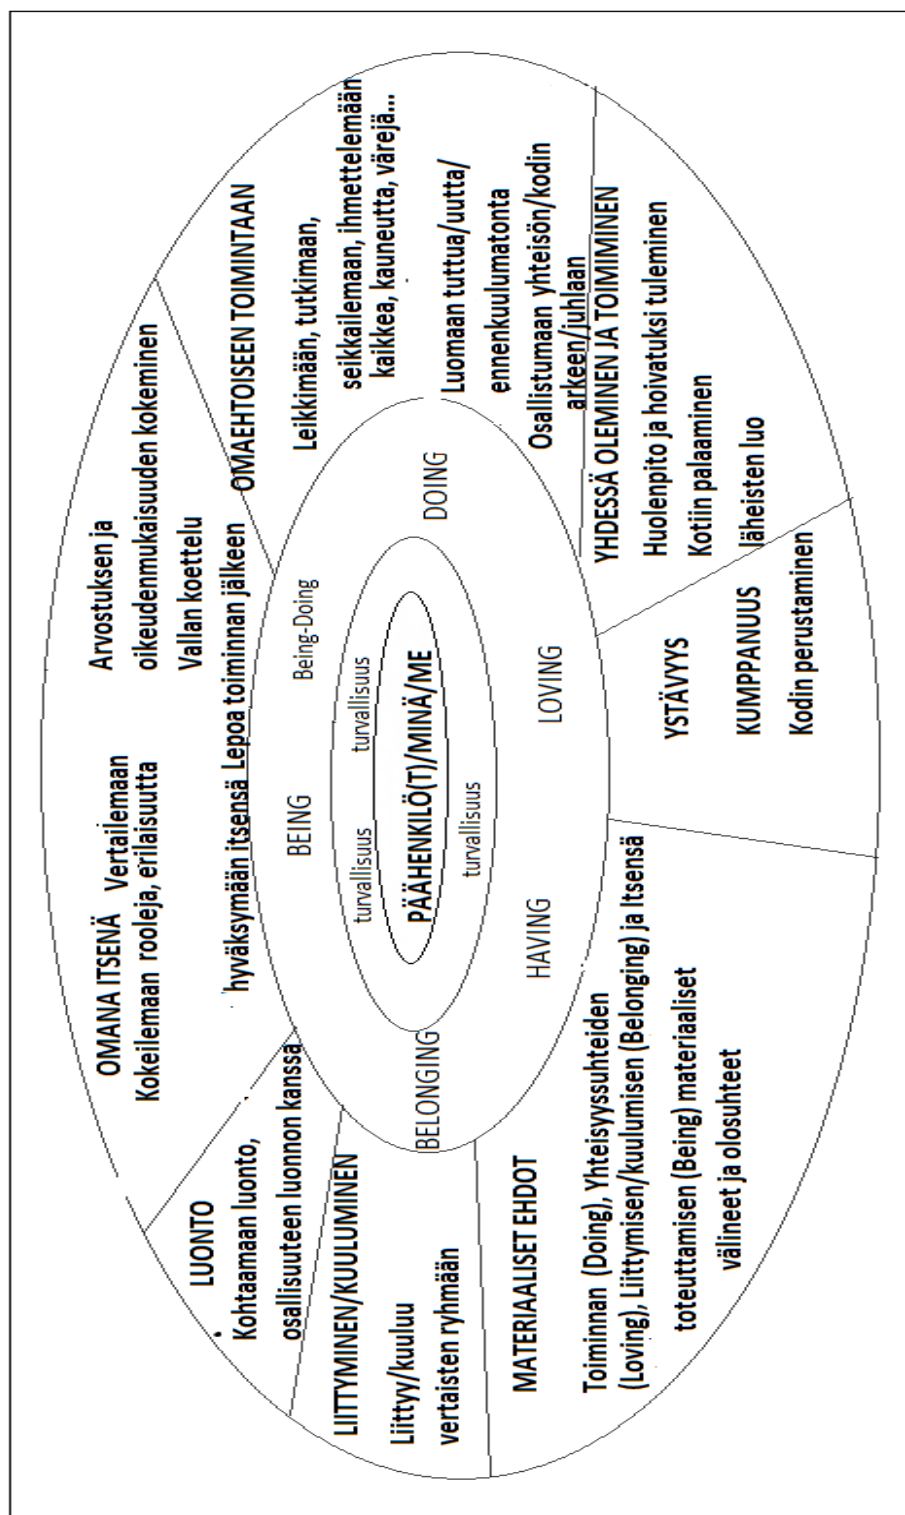 OMANA ITSENÄ Vertailemaan
Kokeilemaan rooleja, erilaisuutta
hyväksymään itsensä
Arvostuksen ja
oikeudenmukaisuuden kokeminen
Vallan koettelu
Lepoa toiminnan jälkeen
OMAEHTOISEEN TOIMINTAAN
Leikkimään, tutkimaan,
seikkailemaan, ihmettelemään
kaikkea, kauneutta, värejä...
Luomaan tuttua/uutta/
ennenkuulumatonta
Osallistumaan yhteisön/kodin
arkeen/juhlaan
YHDESSÄ OLEMINEN JA TOIMIMINEN
Huolenpito ja hoivatuksi tuleminen
Kotiin palaaminen
läheisten luo
YSTÄVYYS
KUMPPANUUS
Kodin perustaminen
MATERIAALISET EHDOT
Toiminnan (Doing), Yhteisyyssuhteiden
(Loving), Liittymisen/kuulumisen (Belonging) ja Itsensä
toteuttamisen (Being) materiaaliset
välineet ja olosuhteet
LIITTYMINEN/KUULUMINEN
Liittyy/kuuluu
vertaisten ryhmään
LUONTO
Kohtaamaan luonto,
osallisuuteen luonnon kanssa
BEING
Being-Doing
DOING
LOVING
HAVING
BELONGING
turvallisuus
turvallisuus
PÄÄHENKILÖ(T)/MINÄ/ME
turvallisuus